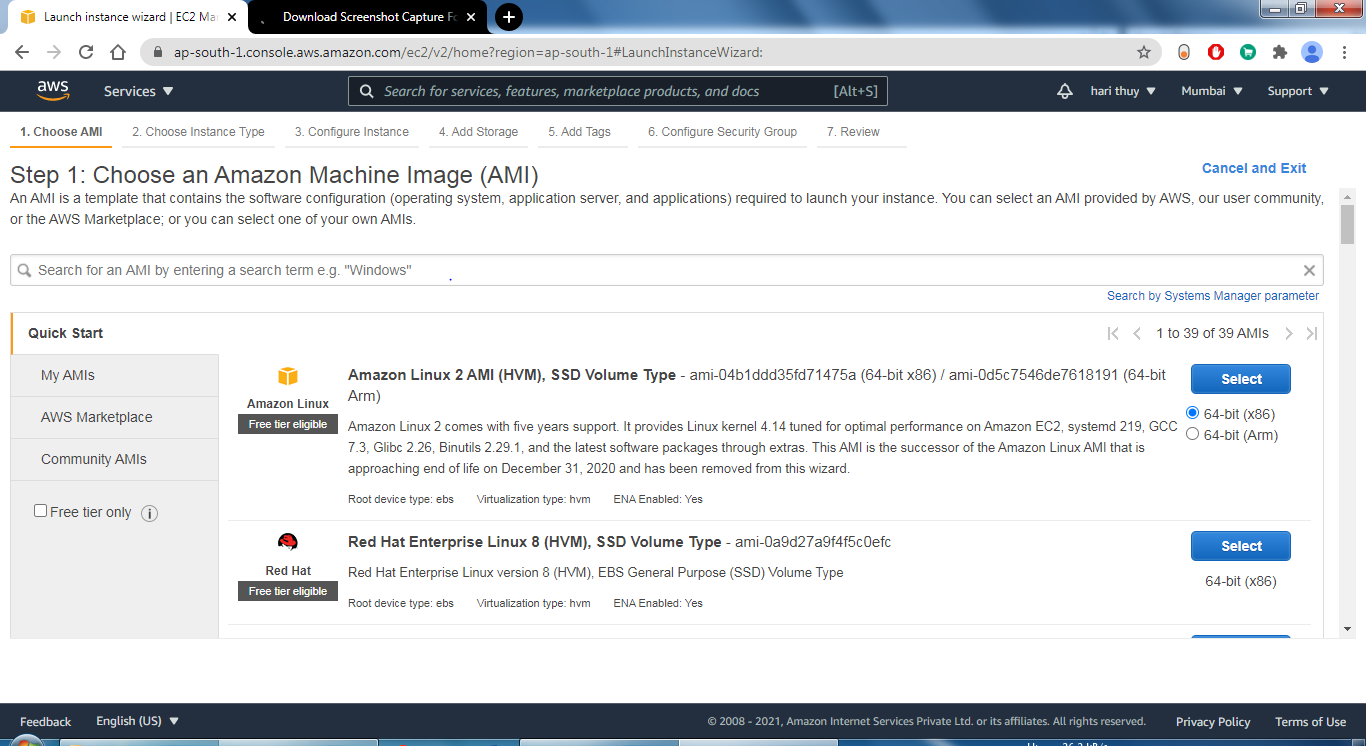 Launch instance wizard | EC2 Ma
Download Screenshot Capture Fo
ap-south-1.console.aws.amazon.com/ec2/v2/home?region=ap-south-1#LaunchInstanceWizard:
aws
Services
Search for services, features, marketplace products, and docs
[Alt+S]
hari thuy
Mumbai
Support
1. Choose AMI
2. Choose Instance Type
3. Configure Instance
4. Add Storage
5. Add Tags
6. Configure Security Group
7. Review
Step 1: Choose an Amazon Machine Image (AMI)
Cancel and Exit
An AMI is a template that contains the software configuration (operating system, application server, and applications) required to launch your instance. You can select an AMI provided by AWS, our user community,
or the AWS Marketplace; or you can select one of your own AMIs.
Search for an AMI by entering a search term e.g. "Windows"
Search by Systems Manager parameter
Quick Start
1 to 39 of 39 AMIs
My AMIs
AWS Marketplace
Community AMIs
Free tier only
Amazon Linux
Free tier eligible
Amazon Linux 2 AMI (HVM), SSD Volume Type - ami-04b1ddd35fd71475a (64-bit x86) / ami-0d5c7546de7618191 (64-bit
Arm)
Amazon Linux 2 comes with five years support. It provides Linux kernel 4.14 tuned for optimal performance on Amazon EC2, systemd 219, GCC
7.3, Glibc 2.26, Binutils 2.29.1, and the latest software packages through extras. This AMI is the successor of the Amazon Linux AMI that is
approaching end of life on December 31, 2020 and has been removed from this wizard.
Root device type: ebs
Virtualization type: hvm
ENA Enabled: Yes
Select
64-bit (x86)
64-bit (Arm)
Red Hat
Free tier eligible
Red Hat Enterprise Linux 8 (HVM), SSD Volume Type - ami-0a9d27a9f4f5c0efc
Red Hat Enterprise Linux version 8 (HVM), EBS General Purpose (SSD) Volume Type
Root device type: ebs
Virtualization type: hvm
ENA Enabled: Yes
Select
64-bit (x86)
Feedback
English (US)
© 2008 - 2021, Amazon Internet Services Private Ltd. or its affiliates. All rights reserved.
Privacy Policy
Terms of Use